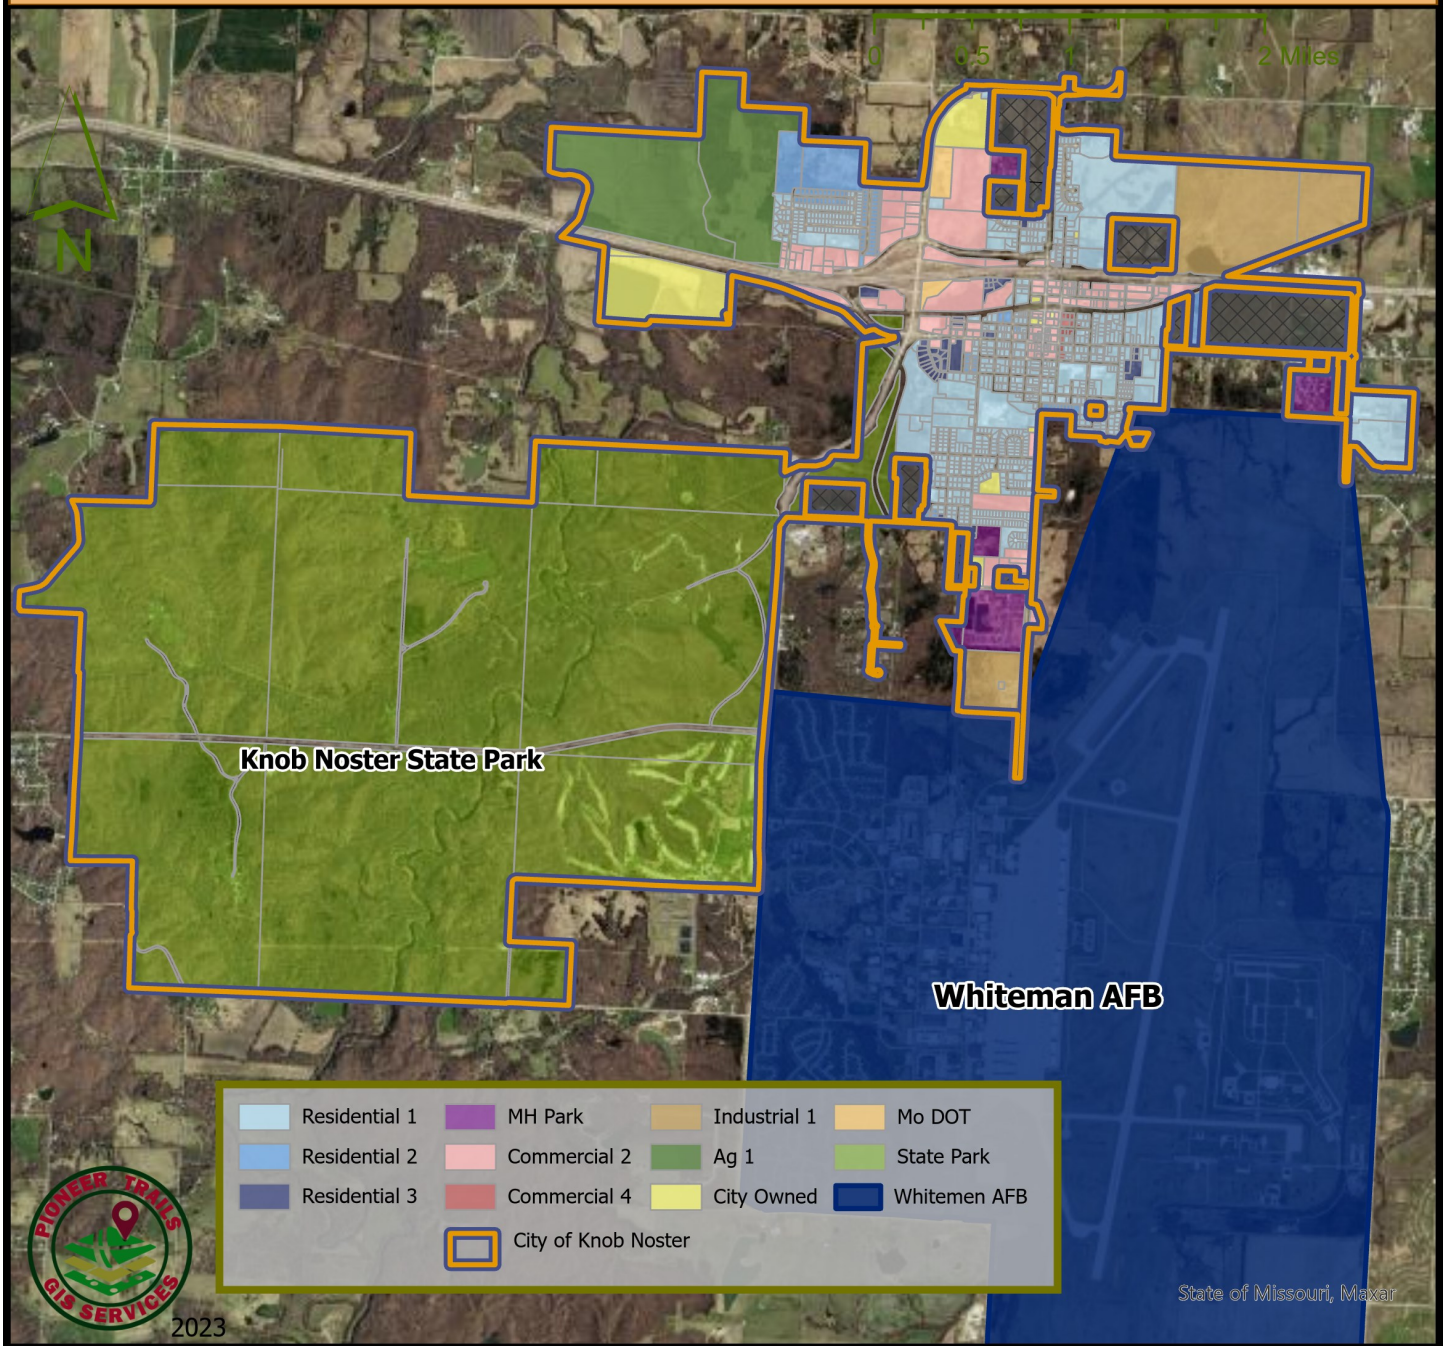 0 0.5 1 2 Miles
N
Knob Noster State Park
Whiteman AFB
Residential 1 MH Park Industrial 1 Mo DOT
Residential 2 Commercial 2 Ag 1 State Park
Residential 3 Commercial 4 City Owned Whitemen AFB
City of Knob Noster
PIONEER TRAILS
GIS SERVICES
2023
State of Missouri, Maxar